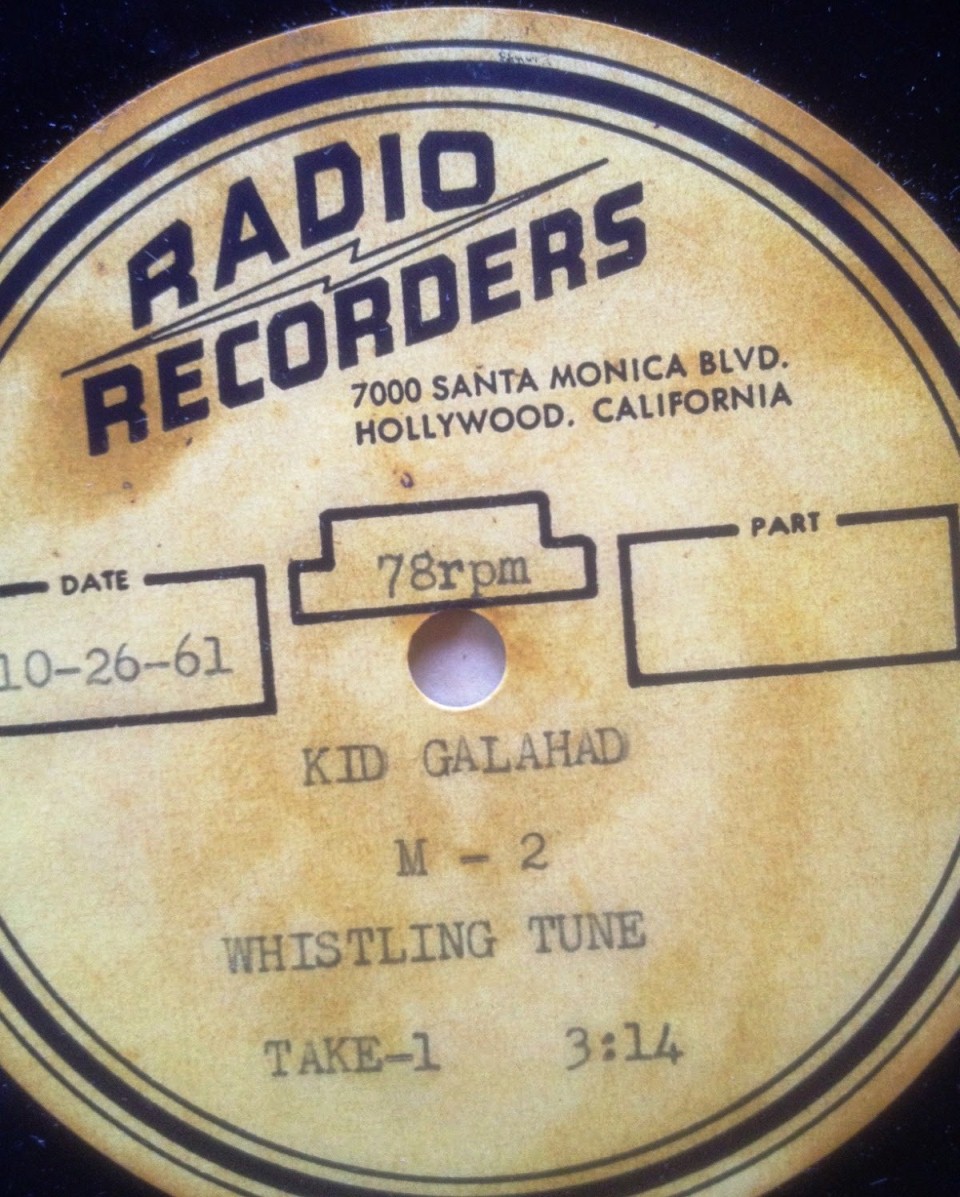 RADIO
RECORDERS
7000 SANTA MONICA BLVD.
HOLLYWOOD, CALIFORNIA
DATE
10-26-61
78rpm
PART
KID GALAHAD
M - 2
WHISTLING TUNE
TAKE-1 3:14